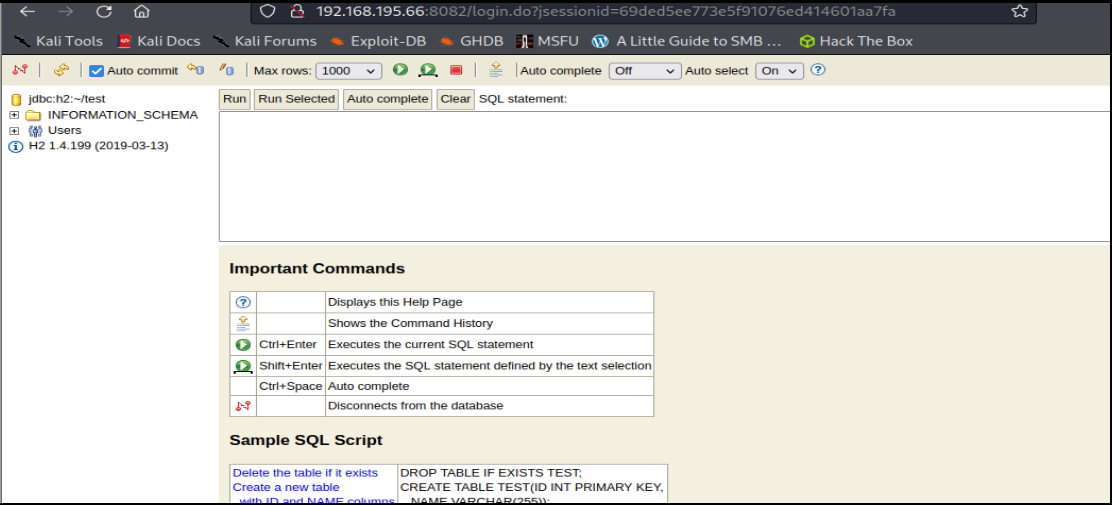 192.168.195.66:8082/login.do?jsessionid=69ded5ee773e5f91076ed414601aa7fa
Kali Tools Kali Docs Kali Forums Exploit-DB GHDB MSFU A Little Guide to SMB ... Hack The Box
Auto commit Max rows: 1000 Auto complete Off Auto select On
jdbc:h2:~/test
INFORMATION_SCHEMA
Users
H2 1.4.199 (2019-03-13)
Run Run Selected Auto complete Clear SQL statement:
Important Commands
Displays this Help Page
Shows the Command History
Ctrl+Enter Executes the current SQL statement
Shift+Enter Executes the SQL statement defined by the text selection
Ctrl+Space Auto complete
Disconnects from the database
Sample SQL Script
Delete the table if it exists DROP TABLE IF EXISTS TEST;
Create a new table CREATE TABLE TEST(ID INT PRIMARY KEY,
with ID and NAME columns NAME VARCHAR(255));